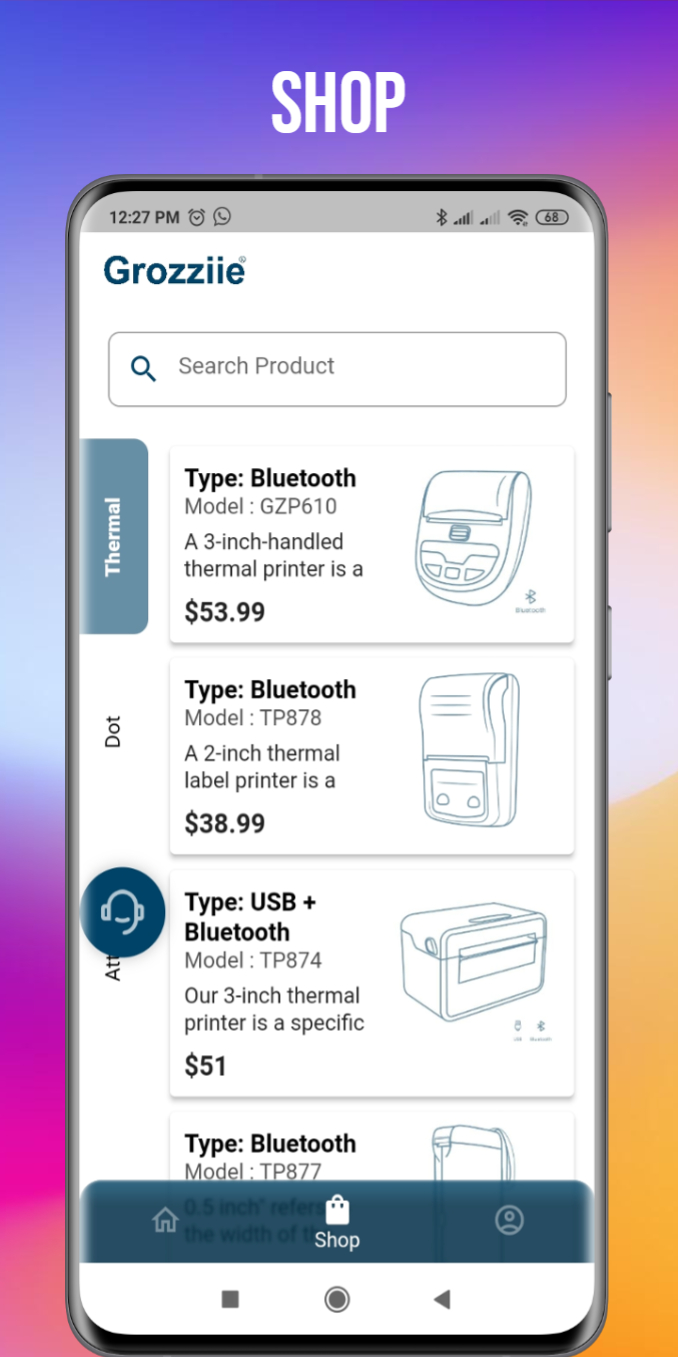 SHOP
12:27 PM
68
Grozziie®
Search Product
Thermal
Type: Bluetooth
Model : GZP610
A 3-inch-handled
thermal printer is a
$53.99
Bluetooth
Dot
Type: Bluetooth
Model : TP878
A 2-inch thermal
label printer is a
$38.99
Att
Type: USB +
Bluetooth
Model : TP874
Our 3-inch thermal
printer is a specific
$51
USB Bluetooth
Type: Bluetooth
Model : TP877
0.5 inch" refers
the width of th
Shop